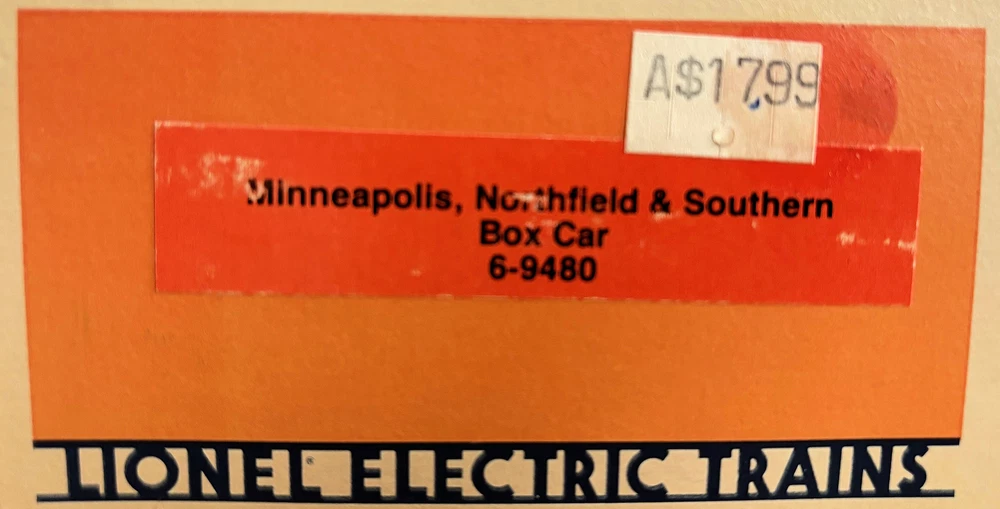 A$17.99
Minneapolis, Northfield & Southern
Box Car
6-9480
LIONEL® ELECTRIC TRAINS